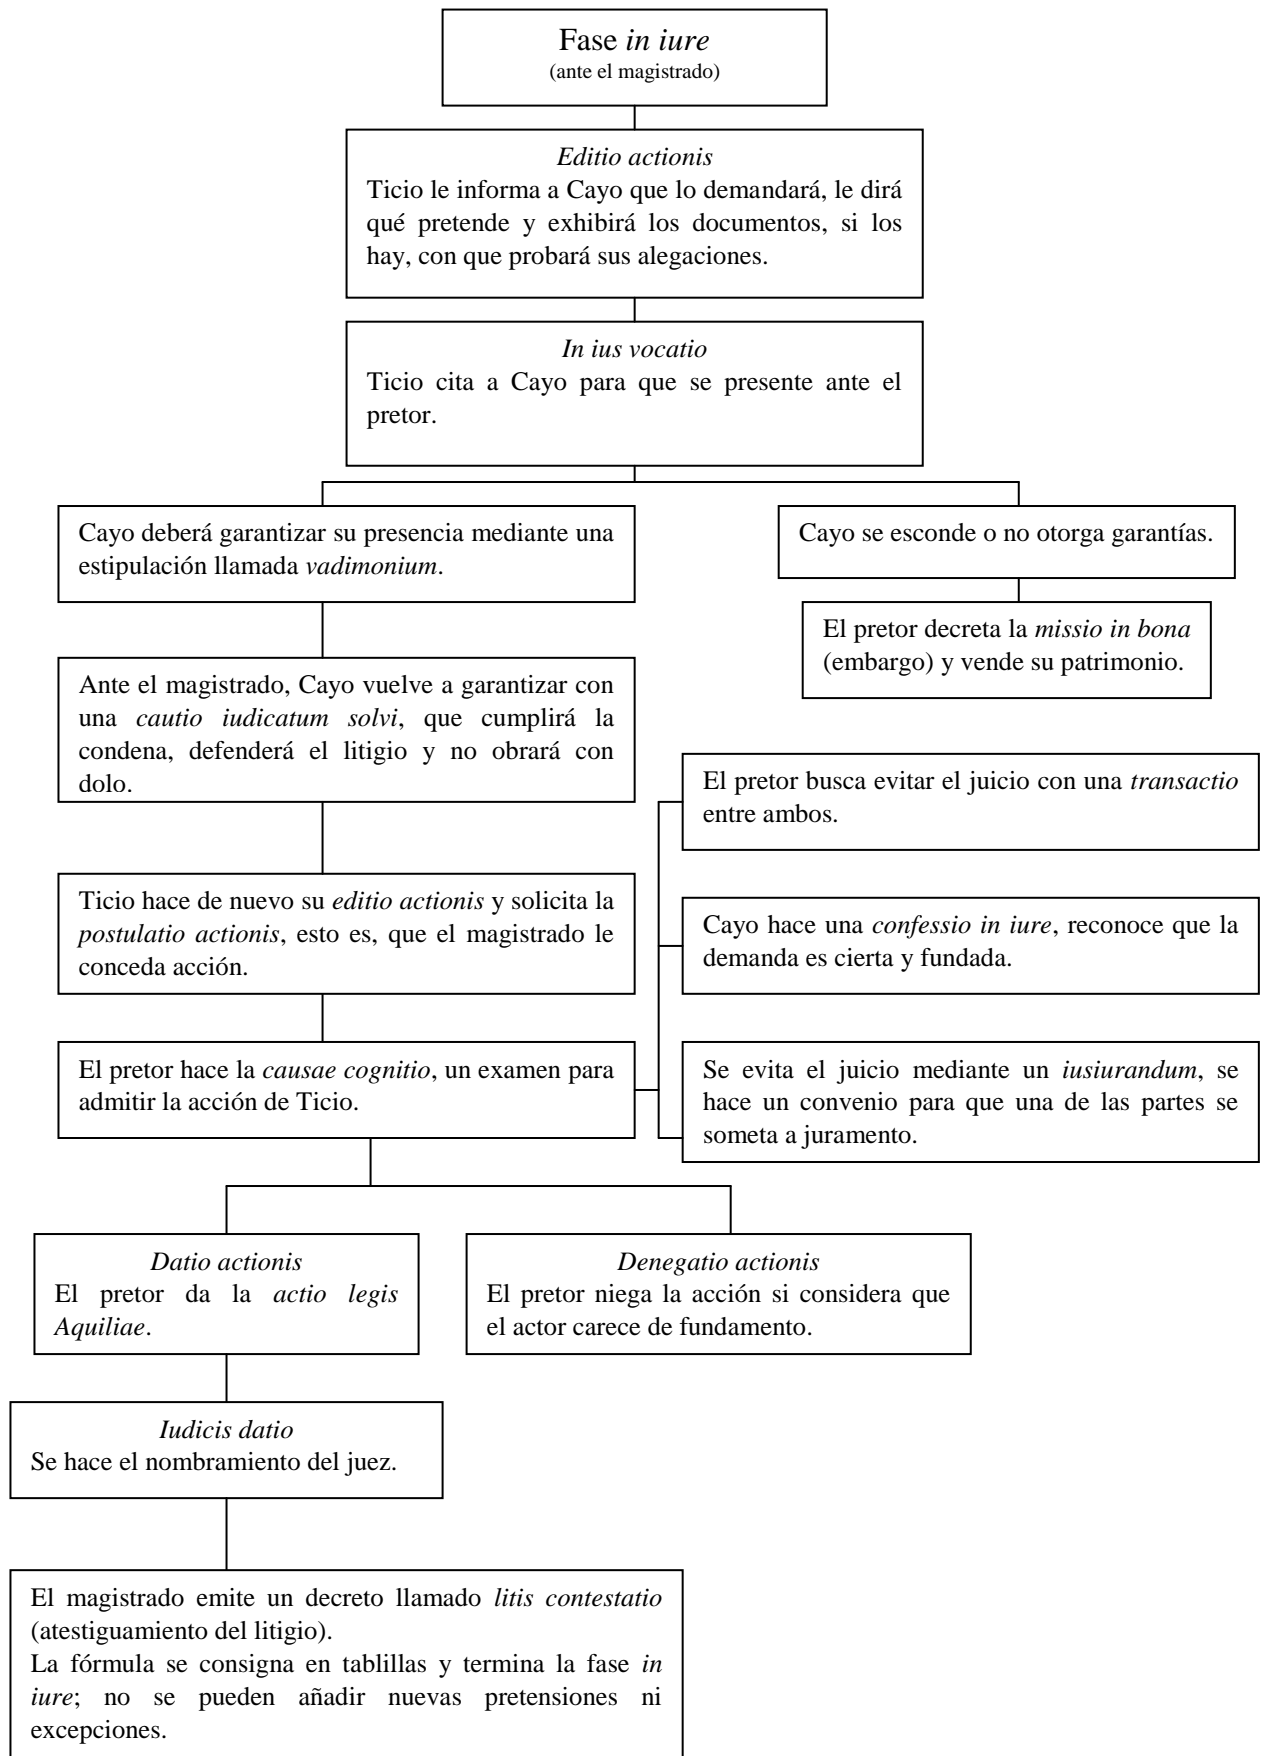 Fase in iure
(ante el magistrado)
Editio actionis
Ticio le informa a Cayo que lo demandará, le dirá
qué pretende y exhibirá los documentos, si los
hay, con que probará sus alegaciones.
In ius vocatio
Ticio cita a Cayo para que se presente ante el
pretor.
Cayo deberá garantizar su presencia mediante una
estipulación llamada vadimonium.
Cayo se esconde o no otorga garantías.
El pretor decreta la missio in bona
(embargo) y vende su patrimonio.
Ante el magistrado, Cayo vuelve a garantizar con
una cautio iudicatum solvi, que cumplirá la
condena, defenderá el litigio y no obrará con
dolo.
El pretor busca evitar el juicio con una transactio
entre ambos.
Ticio hace de nuevo su editio actionis y solicita la
postulatio actionis, esto es, que el magistrado le
conceda acción.
Cayo hace una confessio in iure, reconoce que la
demanda es cierta y fundada.
El pretor hace la causae cognitio, un examen para
admitir la acción de Ticio.
Se evita el juicio mediante un iusiurandum, se
hace un convenio para que una de las partes se
someta a juramento.
Datio actionis
El pretor da la actio legis
Aquiliae.
Denegatio actionis
El pretor niega la acción si considera que
el actor carece de fundamento.
Iudicis datio
Se hace el nombramiento del juez.
El magistrado emite un decreto llamado litis contestatio
(atestiguamiento del litigio).
La fórmula se consigna en tablillas y termina la fase in
iure; no se pueden añadir nuevas pretensiones ni
excepciones.